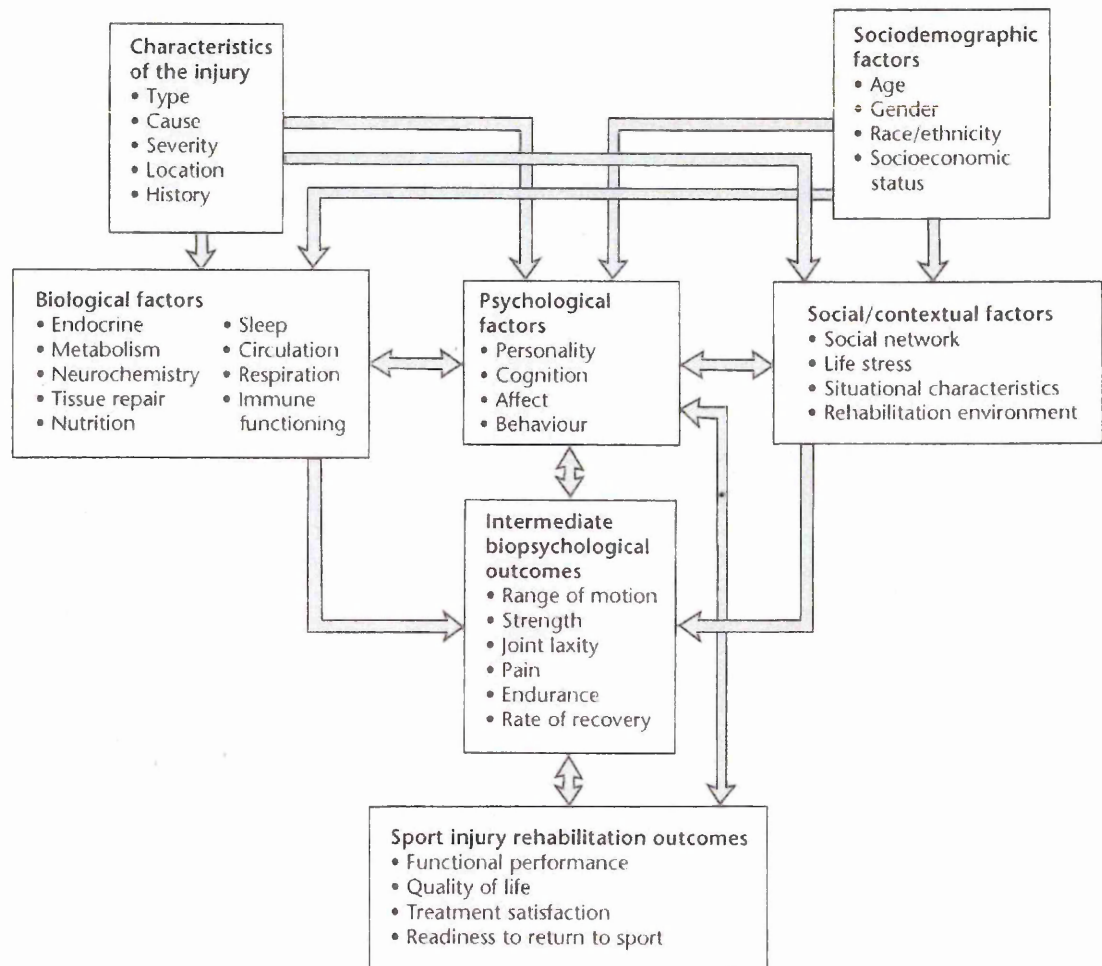 Characteristics
of the injury
• Type
• Cause
• Severity
• Location
• History
Sociodemographic
factors
• Age
• Gender
• Race/ethnicity
• Socioeconomic
status
Biological factors
• Endocrine
• Metabolism
• Neurochemistry
• Tissue repair
• Nutrition
• Sleep
• Circulation
• Respiration
• Immune
functioning
Psychological
factors
• Personality
• Cognition
• Affect
• Behaviour
Social/contextual factors
• Social network
• Life stress
• Situational characteristics
• Rehabilitation environment
Intermediate
biopsychological
outcomes
• Range of motion
• Strength
• Joint laxity
• Pain
• Endurance
• Rate of recovery
Sport injury rehabilitation outcomes
• Functional performance
• Quality of life
• Treatment satisfaction
• Readiness to return to sport